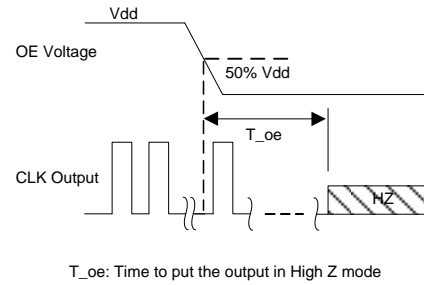 Vdd
OE Voltage
50% Vdd
T_oe
CLK Output
HZ
T_oe: Time to put the output in High Z mode